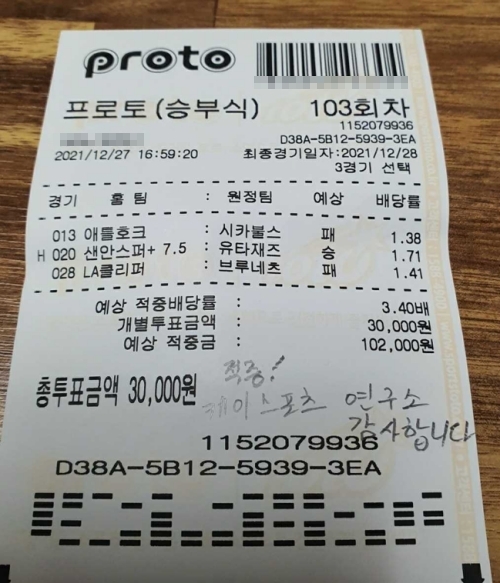 proto
프로토(승부식) 103회차
1152079936
D38A-5B12-5939-3EA
2021/12/27 16:59:20 최종경기일자:2021/12/28
3경기 선택
경기 홈 팀 : 원정팀 예상 배당률
013 애틀호크 : 시카불스 패 1.38
H 020 샌안스퍼+ 7.5 : 유타재즈 승 1.71
028 LA클리퍼 : 브루네츠 패 1.41
예상 적중배당률 : 3.40배
개별투표금액 : 30,000원
예상 적중금 : 102,000원
총투표금액 30,000원
적중!
케이스포츠 연구소
감사합니다
1152079936
D38A-5B12-5939-3EA